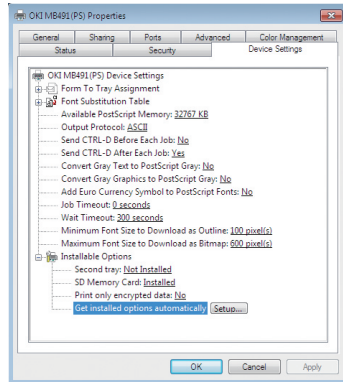 OKI MB491(PS) Properties
General Sharing Ports Advanced Color Management
Status Security Device Settings
OKI MB491(PS) Device Settings
Form To Tray Assignment
Font Substitution Table
Available PostScript Memory: 32767 KB
Output Protocol: ASCII
Send CTRL-D Before Each Job: No
Send CTRL-D After Each Job: Yes
Convert Gray Text to PostScript Gray: No
Convert Gray Graphics to PostScript Gray: No
Add Euro Currency Symbol to PostScript Fonts: No
Job Timeout: 0 seconds
Wait Timeout: 300 seconds
Minimum Font Size to Download as Outline: 100 pixel(s)
Maximum Font Size to Download as Bitmap: 600 pixel(s)
Installable Options
Second tray: Not Installed
SD Memory Card: Installed
Print only encrypted data: No
Get installed options automatically Setup...
OK Cancel Apply